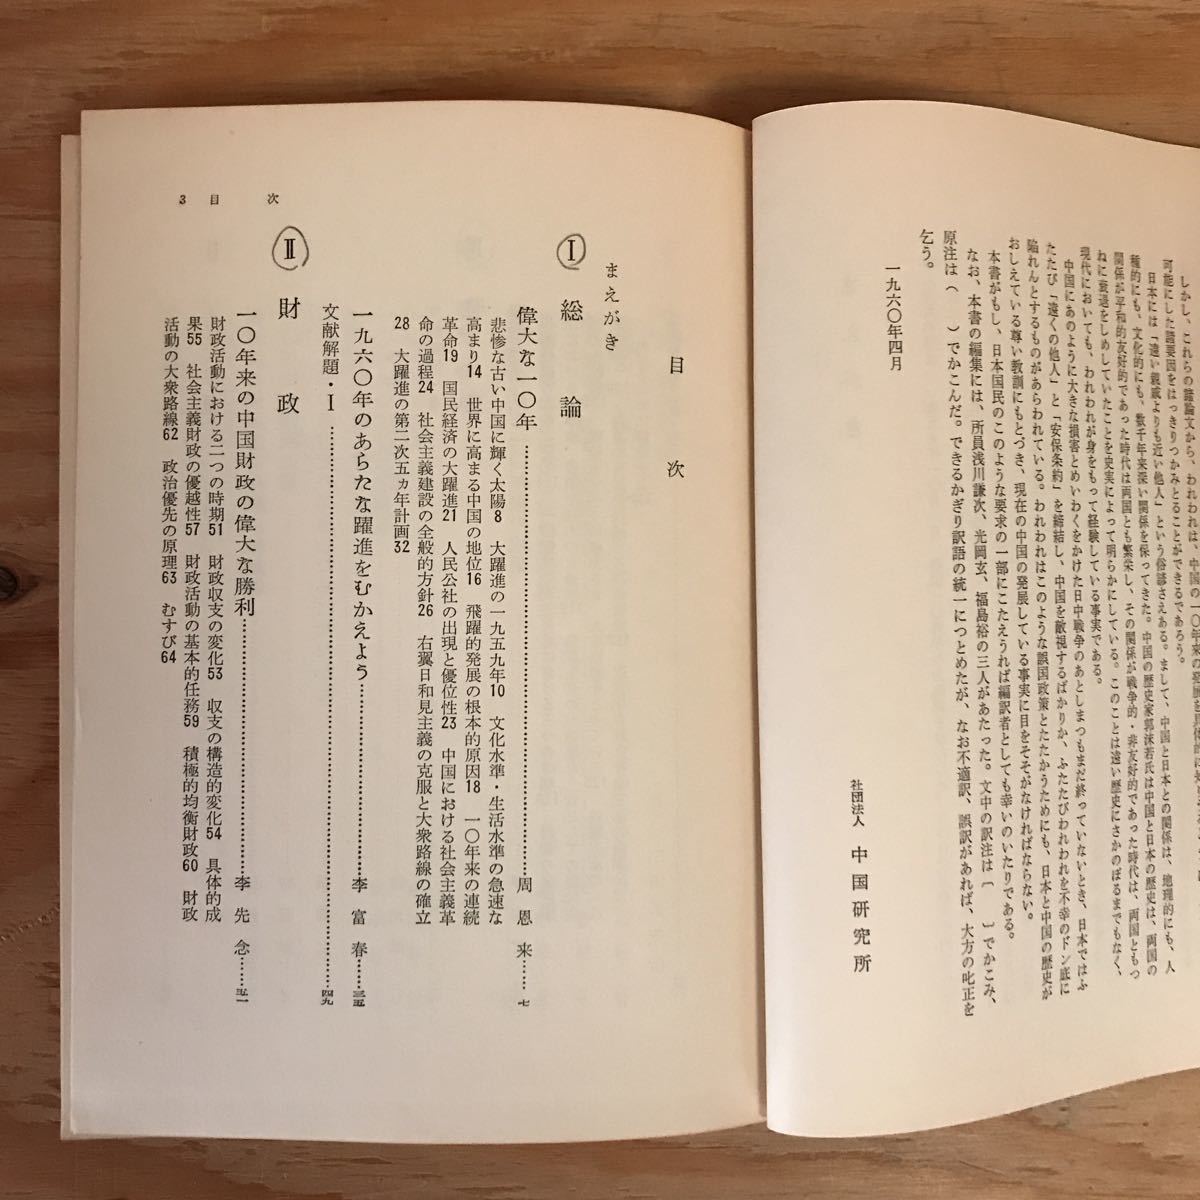 しかし、これらの諸論文から、われわれは、中国の一〇年来の発展を具体的に
可能にした諸要因をはっきりつかみとることができるであろう。
日本には「遠い親戚よりも近い他人」という俗諺さえある。まして、中国と日本との関係は、地理的にも、人
種的にも、文化的にも、数千年来深い関係を保ってきた。中国の歴史家郭沫若氏は中国と日本の歴史は、両国の
関係が平和的友好的であった時代は両国とも繁栄し、その関係が戦争的・非友好的であった時代は、両国ともつ
ねに衰退をしめしていたことを史実によって明らかにしている。このことは遠い歴史にさかのぼるまでもなく、
現代においても、われわれが身をもって経験している事実である。
中国にあのように大きな損害とめいわくをかけた日中戦争のあとしまつもまだ終っていないとき、日本ではふ
たたび「遠くの他人」と「安保条約」を締結し、中国を敵視するばかりか、ふたたびわれわれを不幸のドン底に
陥れんとするものがあらわれている。われわれはこのような誤国政策とたたかうためにも、日本と中国の歴史が
おしえている尊い教訓にもとづき、現在の中国の発展している事実に目をそそがなければならない。
本書がもし、日本国民のこのような要求の一部にこたえうれば編訳者としても幸いのいたりである。
なお、本書の編集には、所員浅川謙次、光岡玄、福島裕の三人があたった。文中の訳注は〔　〕でかこみ、
原注は（　）でかこんだ。できるかぎり訳語の統一につとめたが、なお不適訳、誤訳があれば、大方の叱正を
乞う。
一九六〇年四月
社団法人　中国研究所
目　次
まえがき
Ⅰ　総　論
偉大な一〇年……周恩来……七
悲惨な古い中国に輝く太陽8　大躍進の一九五九年10　文化水準・生活水準の急速な
高まり14　世界に高まる中国の地位16　飛躍的発展の根本的原因18　一〇年来の連続
革命19　国民経済の大躍進21　人民公社の出現と優位性23　中国における社会主義革
命の過程24　社会主義建設の全般的方針26　右翼日和見主義の克服と大衆路線の確立
28　大躍進の第二次五ヵ年計画32
一九六〇年のあらたな躍進をむかえよう……李富春……三五
文献解題・Ⅰ……四九
Ⅱ　財　政
一〇年来の中国財政の偉大な勝利……李先念……五一
財政活動における二つの時期51　財政収支の変化53　収支の構造的変化54　具体的成
果55　社会主義財政の優越性57　財政活動の基本的任務59　積極的均衡財政60　財政
活動の大衆路線62　政治優先の原理63　むすび64
3　目　次